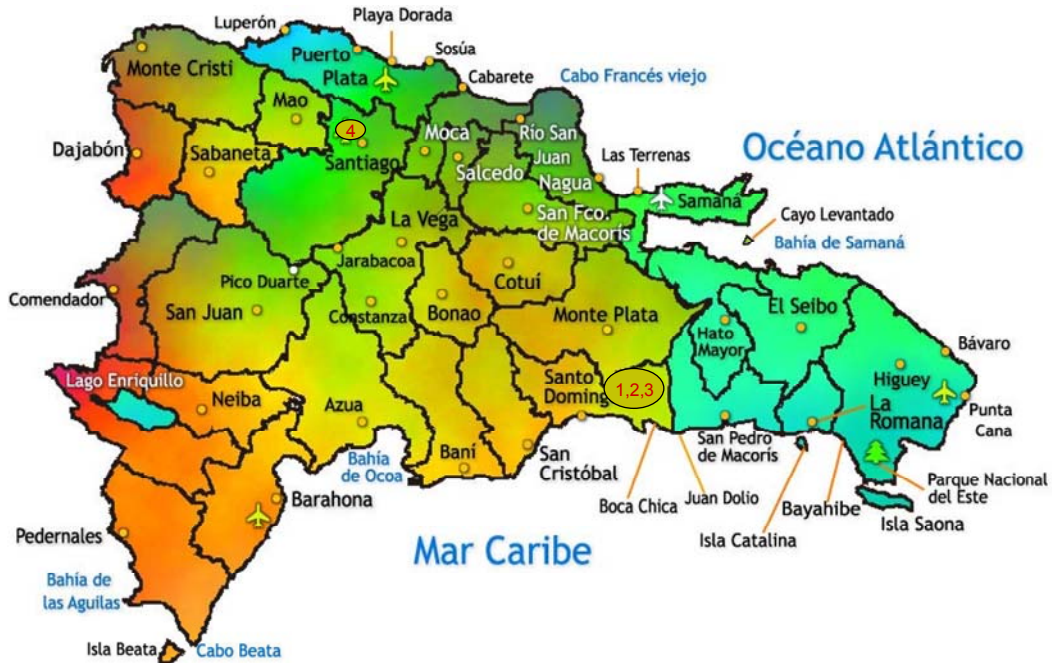 Playa Dorada
Luperón
Puerto
Plata
Sosúa
Cabarete
Cabo Francés viejo
Monte Cristi
Mao
4
Santiago
Moca
Salcedo
Río San
Juan
Nagua
Las Terrenas
Océano Atlántico
Dajabón
Sabaneta
Samaná
Cayo Levantado
Bahía de Samaná
La Vega
San Fco.
de Macorís
Jarabacoa
Pico Duarte
Cotuí
Comendador
San Juan
Constanza
Bonao
Monte Plata
El Seibo
Hato
Mayor
Bávaro
Higuey
Lago Enriquillo
Neiba
Azua
Santo
Doming
1,2,3
La
Romana
Punta
Cana
Bahía
de Ocoa
Baní
San
Cristóbal
San Pedro
de Macorís
Boca Chica
Juan Dolio
Bayahibe
Parque Nacional
del Este
Isla Saona
Isla Catalina
Barahona
Pedernales
Mar Caribe
Bahía de
las Aguilas
Isla Beata
Cabo Beata